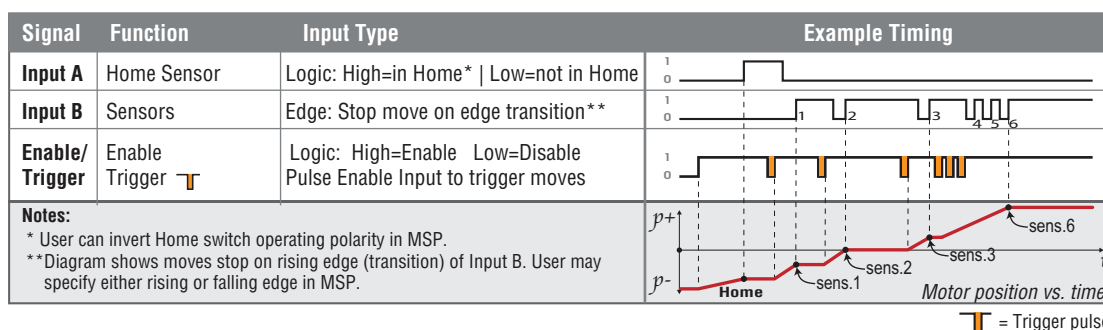 Signal Function Input Type Example Timing
Input A Home Sensor Logic: High=in Home* | Low=not in Home 1 0
Input B Sensors Edge: Stop move on edge transition** 1 0 1 2 3 4 5 6
Enable/ Enable Logic: High=Enable Low=Disable
Trigger Trigger Pulse Enable Input to trigger moves 1 0
Notes:
* User can invert Home switch operating polarity in MSP.
**Diagram shows moves stop on rising edge (transition) of Input B. User may
specify either rising or falling edge in MSP.
p+
p-
Home
sens.1
sens.2
sens.3
sens.6
Motor position vs. time
= Trigger pulse